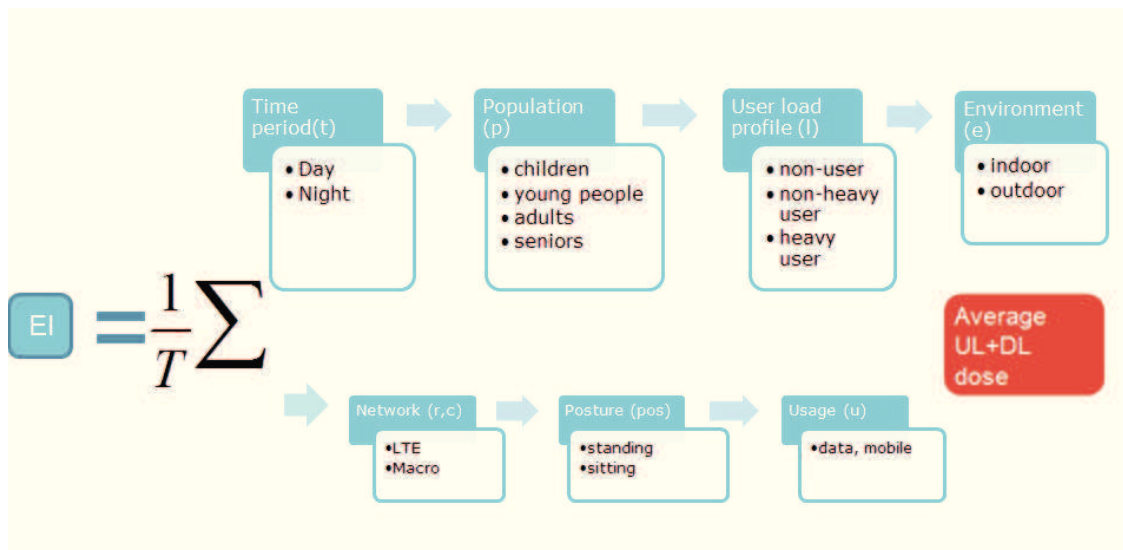 Time
period(t)
• Day
• Night
Population
(p)
• children
• young people
• adults
• seniors
User load
profile (l)
• non-user
• non-heavy
user
• heavy
user
Environment
(e)
• indoor
• outdoor
EI = 1/T ∑
Average
UL+DL
dose
Network (r,c)
•LTE
•Macro
Posture (pos)
•standing
•sitting
Usage (u)
•data, mobile